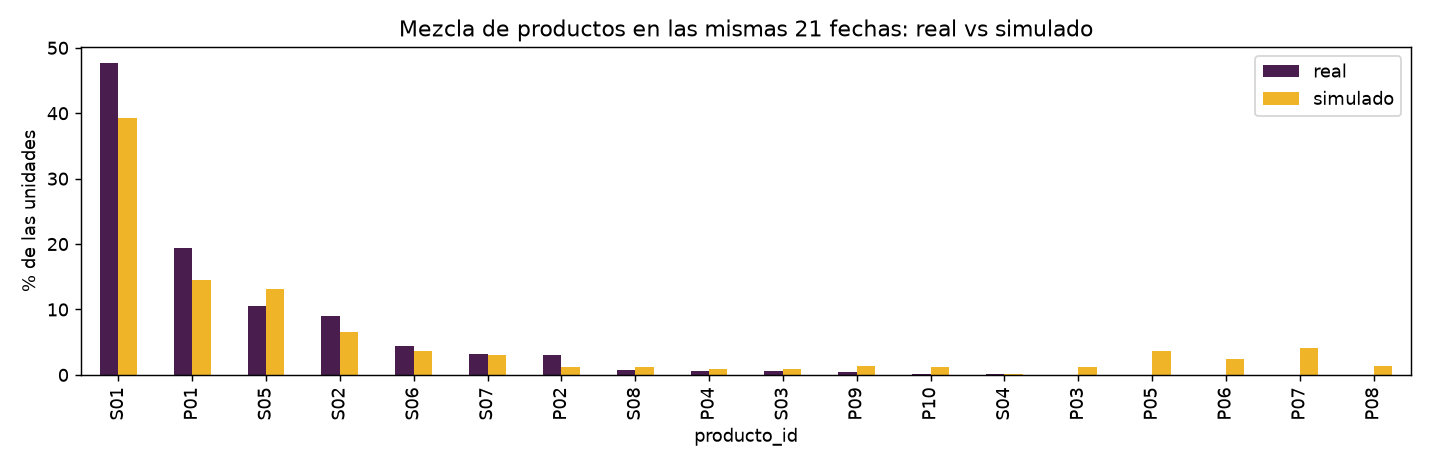 Mezcla de productos en las mismas 21 fechas: real vs simulado
real
simulado
% de las unidades
50
40
30
20
10
0
S01 P01 S05 S02 S06 S07 P02 S08 P04 S03 P09 P10 S04 P03 P05 P06 P07 P08
producto_id